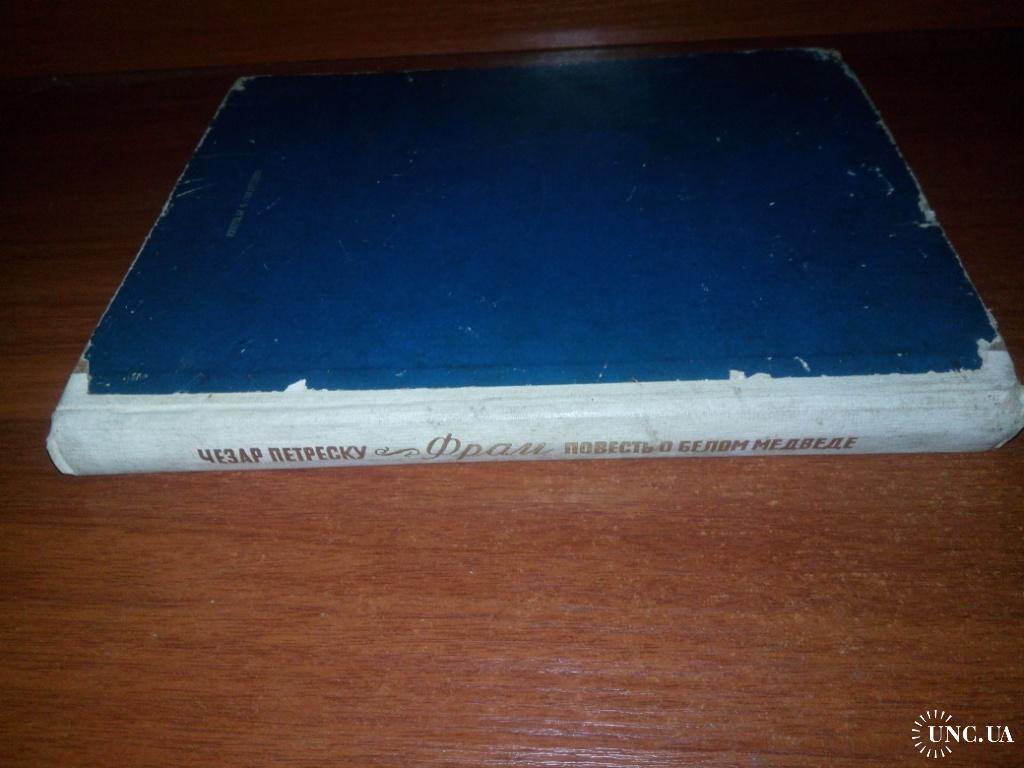 ЧЕЗАР ПЕТРЕСКУ Фрам ПОВЕСТЬ О БЕЛОМ МЕДВЕДЕ
UNC.UA